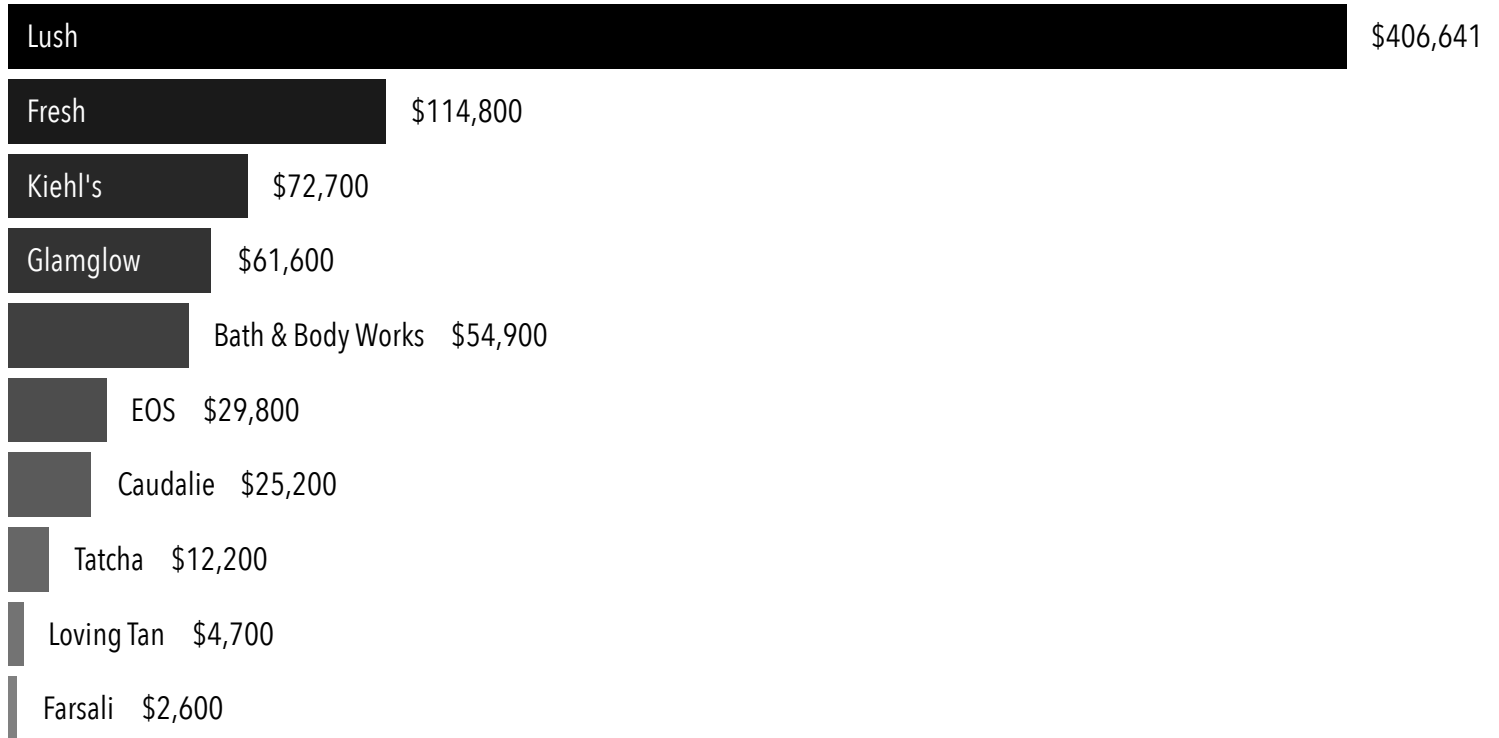 Lush $406,641
Fresh $114,800
Kiehl's $72,700
Glamglow $61,600
Bath & Body Works $54,900
EOS $29,800
Caudalie $25,200
Tatcha $12,200
Loving Tan $4,700
Farsali $2,600